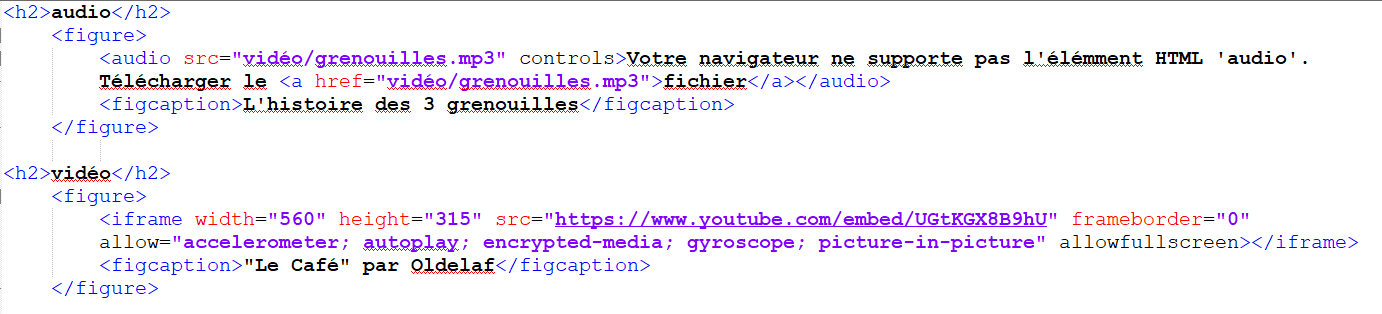 <h2>audio</h2>
<figure>
<audio src="vidéo/grenouilles.mp3" controls>Votre navigateur ne supporte pas l'élémment HTML 'audio'.
Télécharger le <a href="vidéo/grenouilles.mp3">fichier</a></audio>
<figcaption>L'histoire des 3 grenouilles</figcaption>
</figure>
<h2>vidéo</h2>
<figure>
<iframe width="560" height="315" src="https://www.youtube.com/embed/UGtKGX8B9hU" frameborder="0"
allow="accelerometer; autoplay; encrypted-media; gyroscope; picture-in-picture" allowfullscreen></iframe>
<figcaption>"Le Café" par Oldelaf</figcaption>
</figure>